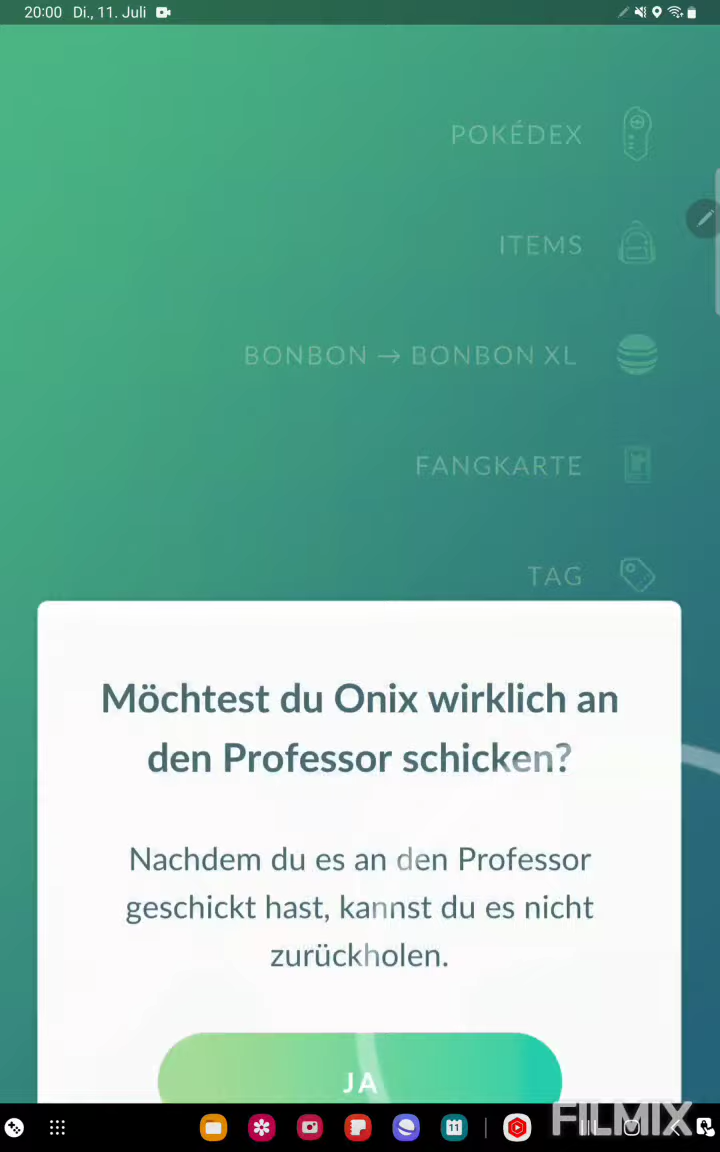 20:00 Di., 11. Juli
POKÉDEX
ITEMS
BONBON → BONBON XL
FANGKARTE
TAG
Möchtest du Onix wirklich an
den Professor schicken?
Nachdem du es an den Professor
geschickt hast, kannst du es nicht
zurückholen.
JA
11
FILMIX